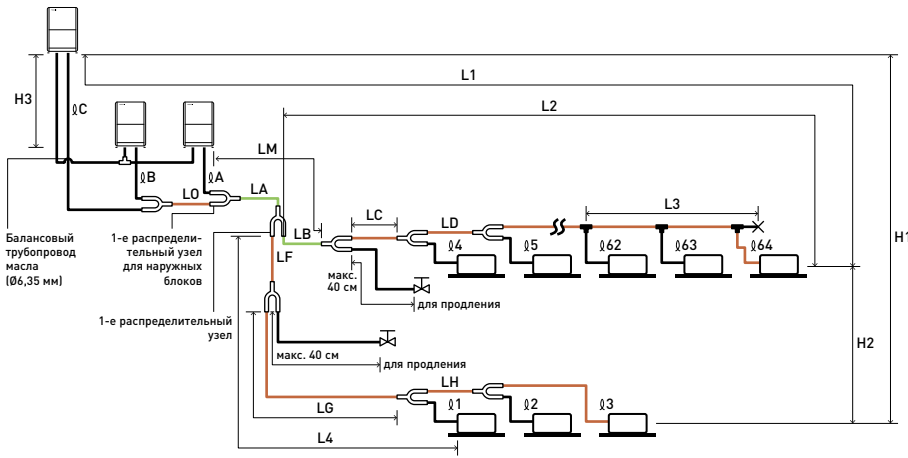 L1
H3
ℓC
L2
LM
ℓB
ℓA
LO
LA
LC
LD
L3
H1
Балансовый
трубопровод
масла
(Ø6,35 мм)
1-е распредели-
тельный узел
для наружных
блоков
LB
LF
ℓ4
ℓ5
ℓ62
ℓ63
ℓ64
макс.
40 см
для продления
1-е распределительный
узел
H2
макс. 40 см
для продления
LH
LG
ℓ1
ℓ2
ℓ3
L4